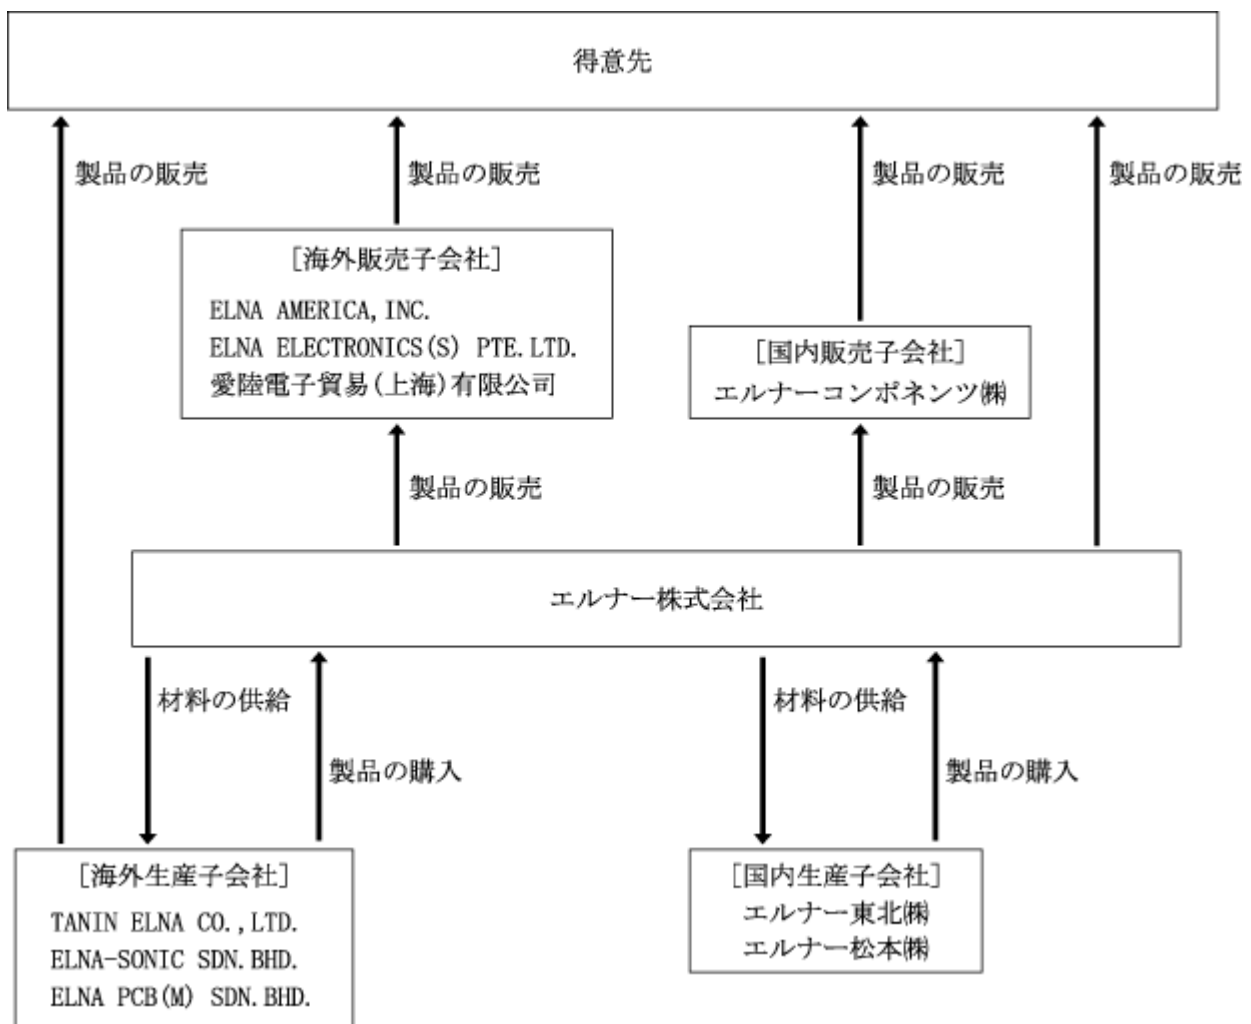 得意先
製品の販売
製品の販売
製品の販売
製品の販売
[海外販売子会社]
ELNA AMERICA,INC.
ELNA ELECTRONICS(S) PTE.LTD.
愛陸電子貿易(上海)有限公司
[国内販売子会社]
エルナーコンポネンツ㈱
製品の販売
製品の販売
エルナー株式会社
材料の供給
製品の購入
材料の供給
製品の購入
[海外生産子会社]
TANIN ELNA CO.,LTD.
ELNA-SONIC SDN.BHD.
ELNA PCB(M) SDN.BHD.
[国内生産子会社]
エルナー東北㈱
エルナー松本㈱